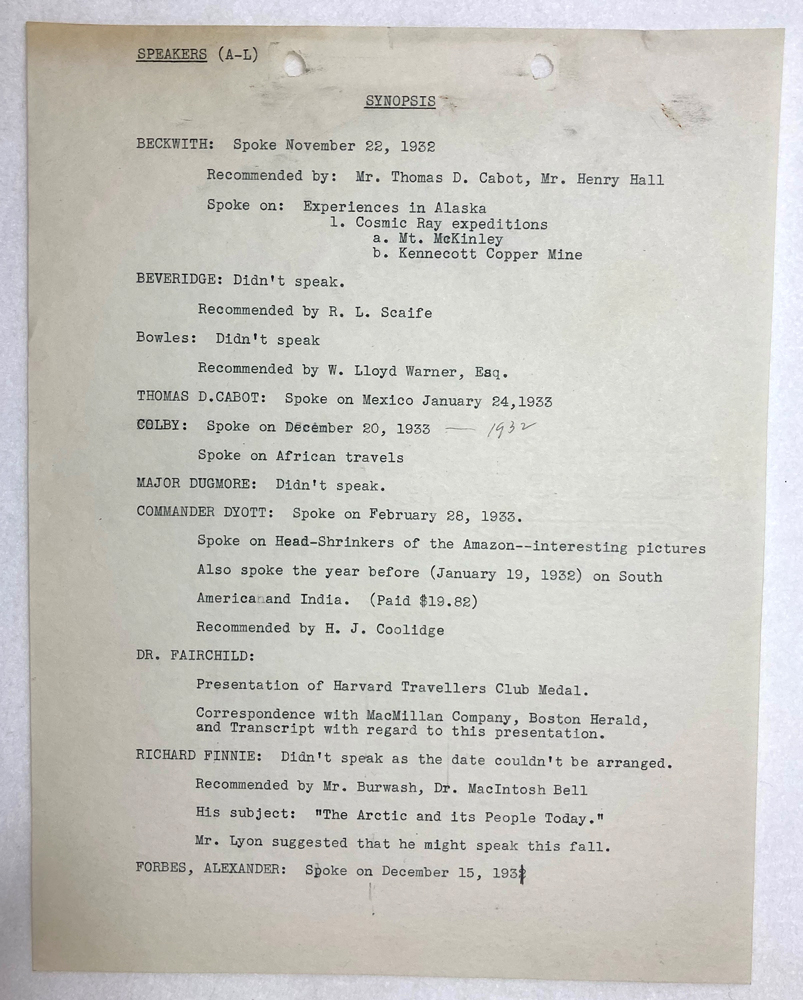 SPEAKERS (A-L)
SYNOPSIS
BECKWITH: Spoke November 22, 1932
Recommended by: Mr. Thomas D. Cabot, Mr. Henry Hall
Spoke on: Experiences in Alaska
1. Cosmic Ray expeditions
a. Mt. McKinley
b. Kennecott Copper Mine
BEVERIDGE: Didn't speak.
Recommended by R. L. Scaife
Bowles: Didn't speak
Recommended by W. Lloyd Warner, Esq.
THOMAS D.CABOT: Spoke on Mexico January 24,1933
COLBY: Spoke on December 20, 1933 — 1932
Spoke on African travels
MAJOR DUGMORE: Didn't speak.
COMMANDER DYOTT: Spoke on February 28, 1933.
Spoke on Head-Shrinkers of the Amazon--interesting pictures
Also spoke the year before (January 19, 1932) on South
America and India. (Paid $19.82)
Recommended by H. J. Coolidge
DR. FAIRCHILD:
Presentation of Harvard Travellers Club Medal.
Correspondence with MacMillan Company, Boston Herald,
and Transcript with regard to this presentation.
RICHARD FINNIE: Didn't speak as the date couldn't be arranged.
Recommended by Mr. Burwash, Dr. MacIntosh Bell
His subject: "The Arctic and its People Today."
Mr. Lyon suggested that he might speak this fall.
FORBES, ALEXANDER: Spoke on December 15,